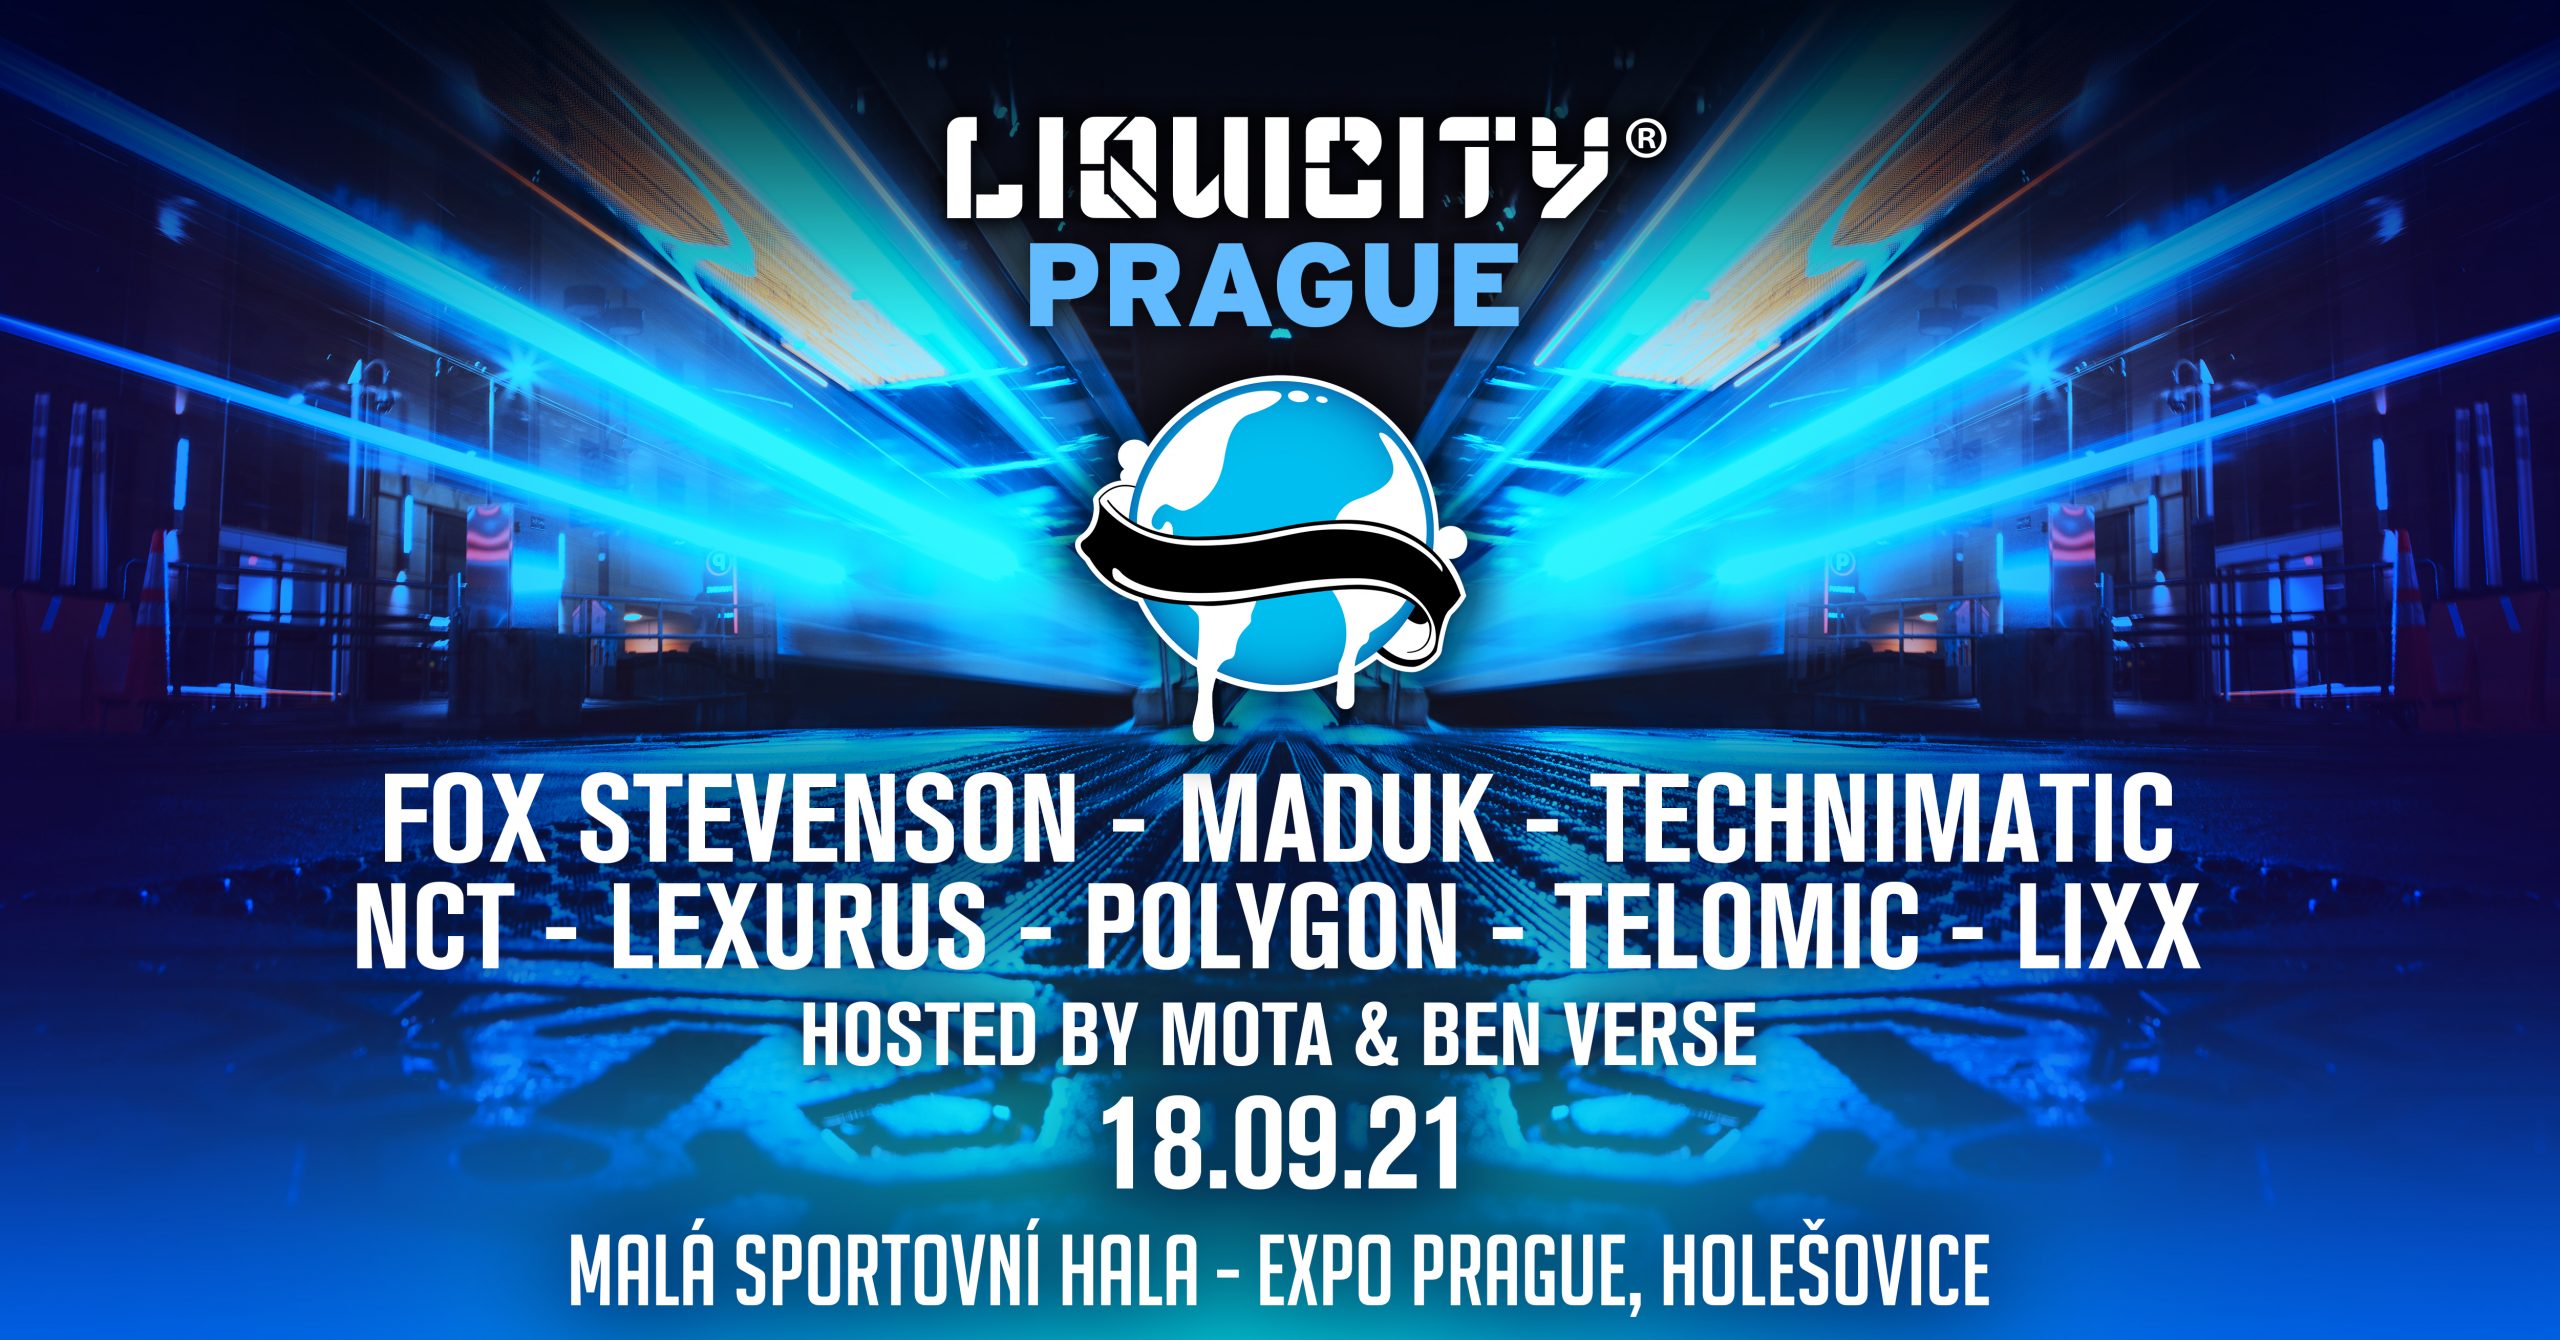 LIQUICITY®
PRAGUE
FOX STEVENSON - MADUK - TECHNIMATIC
NCT - LEXURUS - POLYGON - TELOMIC - LIXX
HOSTED BY MOTA & BEN VERSE
18.09.21
MALÁ SPORTOVNÍ HALA - EXPO PRAGUE, HOLEŠOVICE